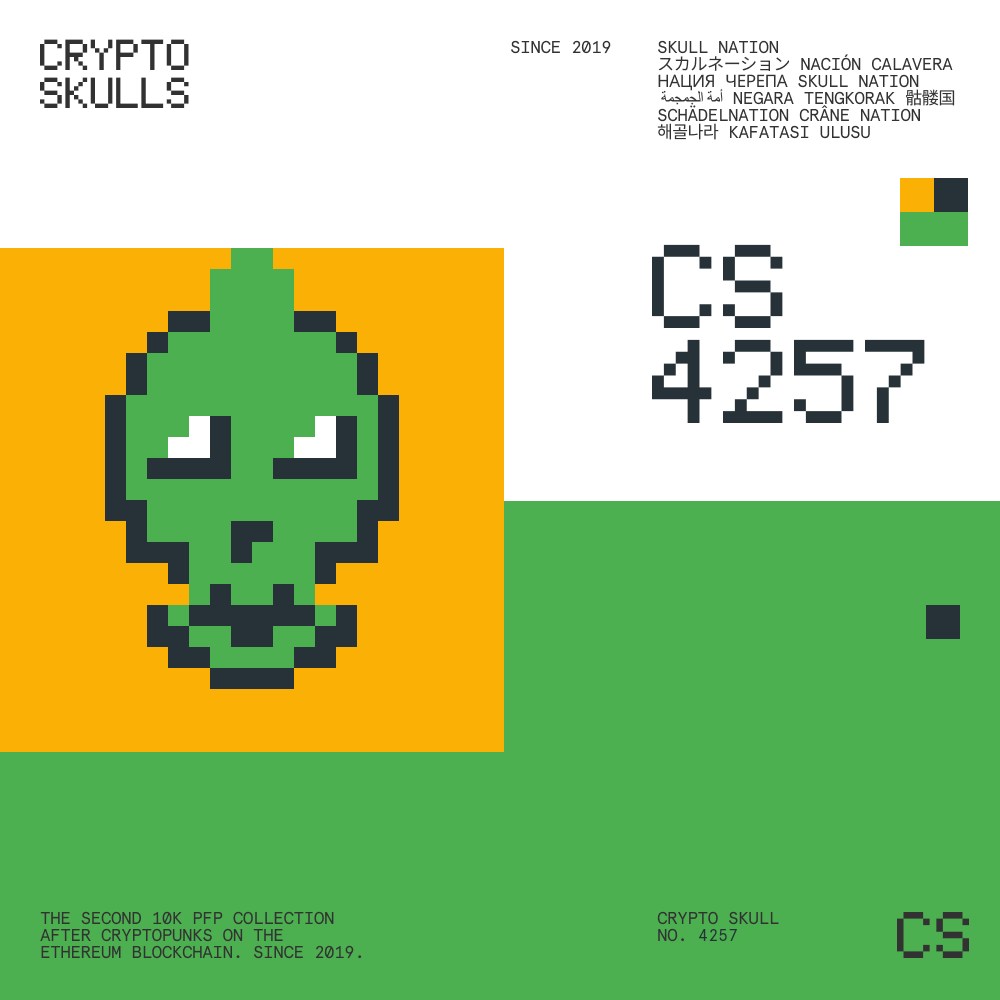 CRYPTO
SKULLS
SINCE 2019
SKULL NATION
スカルネーション NACIÓN CALAVERA
НАЦИЯ ЧЕРЕПА SKULL NATION
أمة الجمجمة NEGARA TENGKORAK 骷髅国
SCHÄDELNATION CRÂNE NATION
해골나라 KAFATASI ULUSU
CS
4257
THE SECOND 10K PFP COLLECTION
AFTER CRYPTOPUNKS ON THE
ETHEREUM BLOCKCHAIN. SINCE 2019.
CRYPTO SKULL
NO. 4257
CS